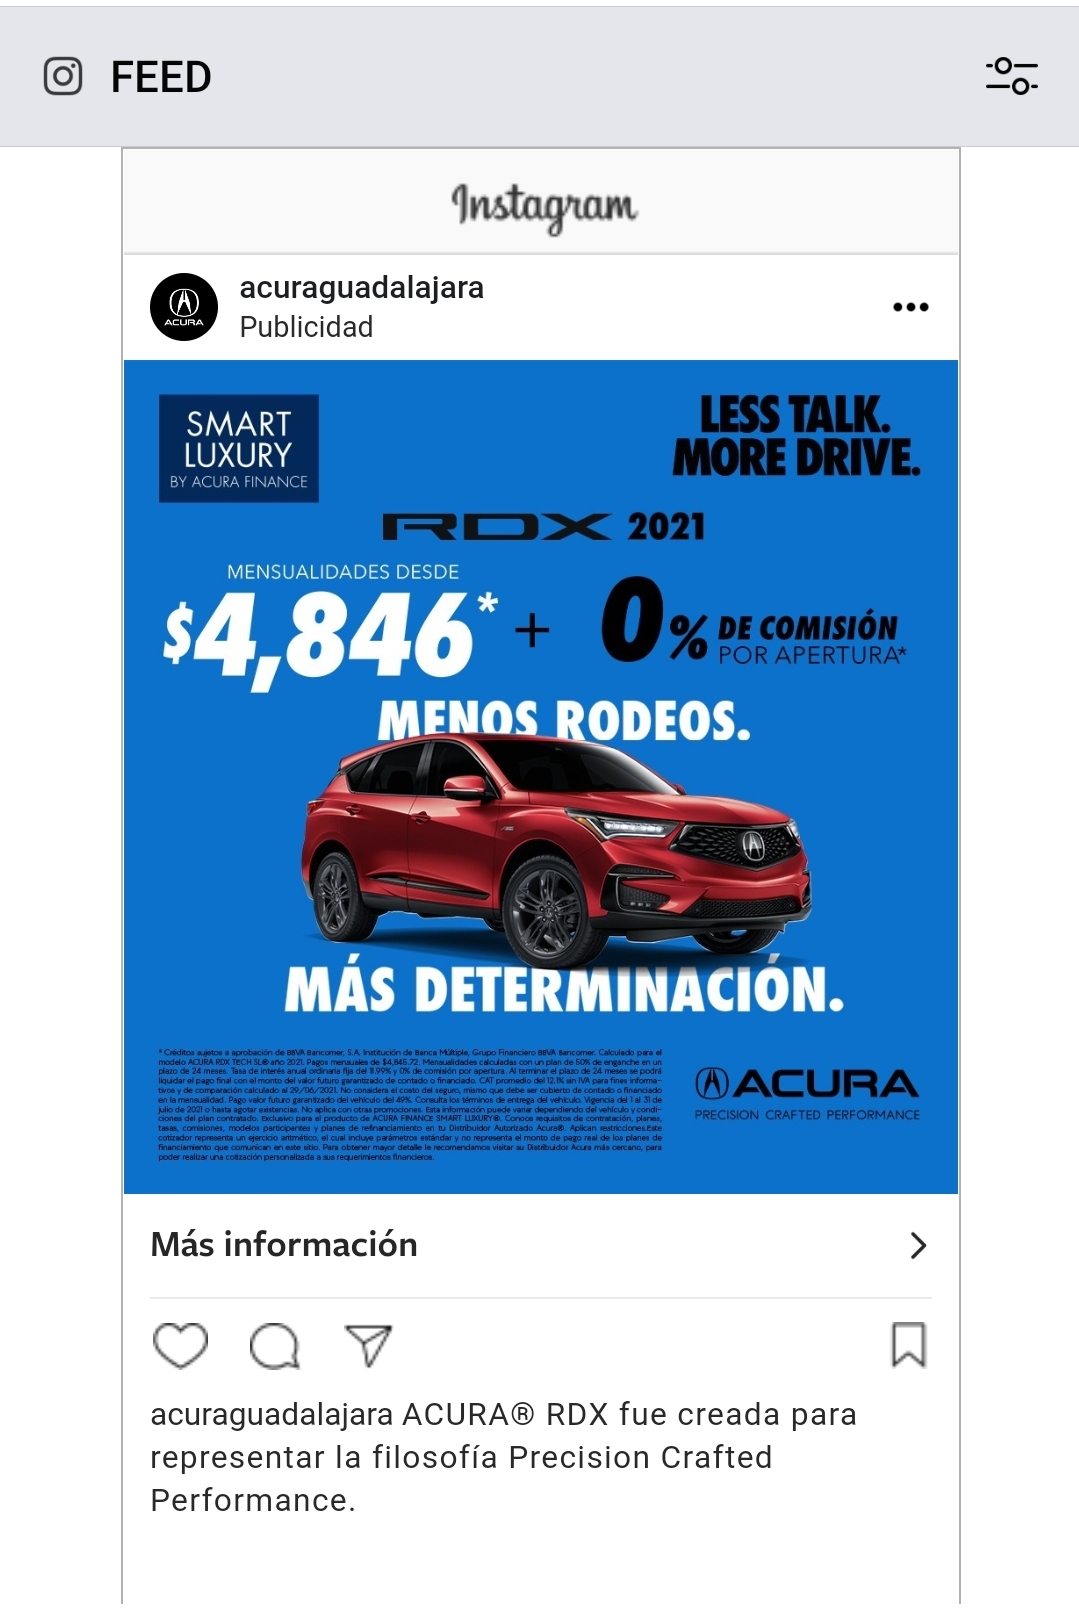 FEED
Instagram
acuraguadalajara
Publicidad
ACURA
SMART
LUXURY
BY ACURA FINANCE
LESS TALK.
MORE DRIVE.
RDX 2021
MENSUALIDADES DESDE
$4,846* + 0% DE COMISIÓN
POR APERTURA*
MENOS RODEOS.
MÁS DETERMINACIÓN.
* Créditos sujetos a aprobación de BBVA Bancomer, S.A. Institución de Banca Múltiple, Grupo Financiero BBVA Bancomer. Calculado para el
modelo ACURA RDX TECH SL® año 2021. Pagos mensuales de $4,845.72. Mensualidades calculadas con un plan de 50% de enganche en un
plazo de 24 meses. Tasa de interés anual ordinaria fija del 11.99% y 0% de comisión por apertura. Al terminar el plazo de 24 meses se podrá
liquidar el pago final con el monto del valor futuro garantizado de contado o financiado. CAT promedio del 12.1% sin IVA para fines informa-
tivos y de comparación calculado al 29/06/2021. No considera el costo del seguro, mismo que debe ser cubierto de contado o financiado
en la mensualidad. Pago valor futuro garantizado del vehículo del 49%. Consulta los términos de entrega del vehículo. Vigencia del 1 al 31 de
julio de 2021 o hasta agotar existencias. No aplica con otras promociones. Esta información puede variar dependiendo del vehículo y condi-
ciones del plan contratado. Exclusivo para el producto de ACURA FINANCE SMART LUXURY®. Conoce requisitos de contratación, planes,
tasas, comisiones, modelos participantes y planes de refinanciamiento en tu Distribuidor Autorizado Acura®. Aplican restricciones.Este
cotizador representa un ejercicio aritmético, el cual incluye parámetros estándar y no representa el monto de pago real de los planes de
financiamiento que comunican en este sitio. Para obtener mayor detalle le recomendamos visitar su Distribuidor Acura más cercano, para
poder realizar una cotización personalizada a sus requerimientos financieros.
ACURA
PRECISION CRAFTED PERFORMANCE
Más información
acuraguadalajara ACURA® RDX fue creada para
representar la filosofía Precision Crafted
Performance.